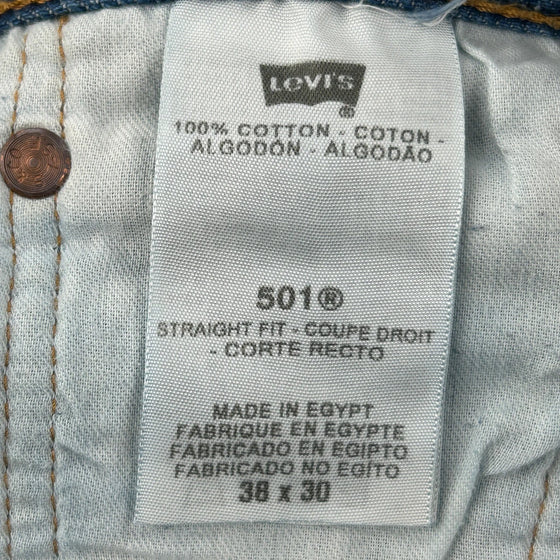 Levi's
®
100% COTTON - COTON -
ALGODÓN - ALGODÃO
501®
STRAIGHT FIT - COUPE DROIT
- CORTE RECTO
MADE IN EGYPT
FABRIQUE EN EGYPTE
FABRICADO EN EGIPTO
FABRICADO NO EGÍTO
38 x 30